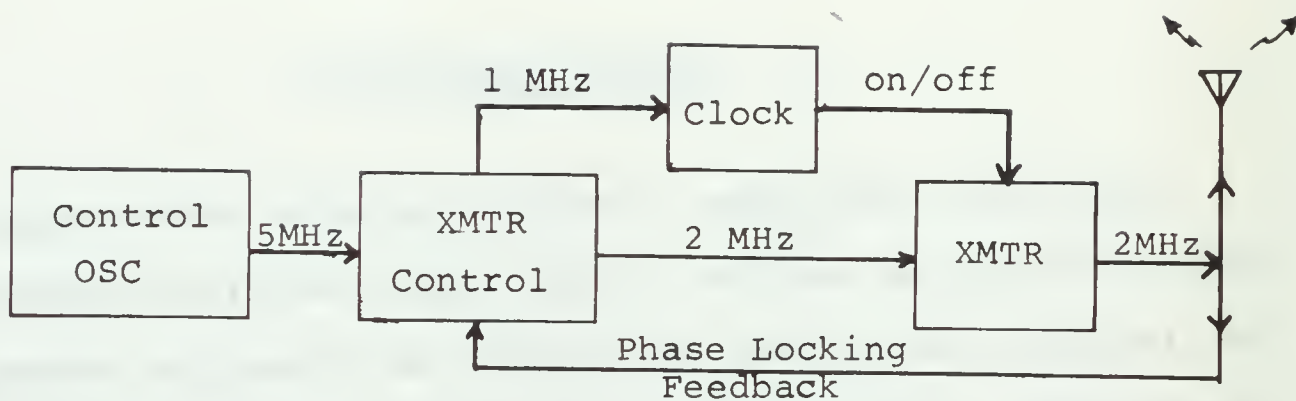 1 MHz
on/off
Clock
Control
OSC
5MHz
XMTR
Control
2 MHz
XMTR
2MHz
Phase Locking
Feedback